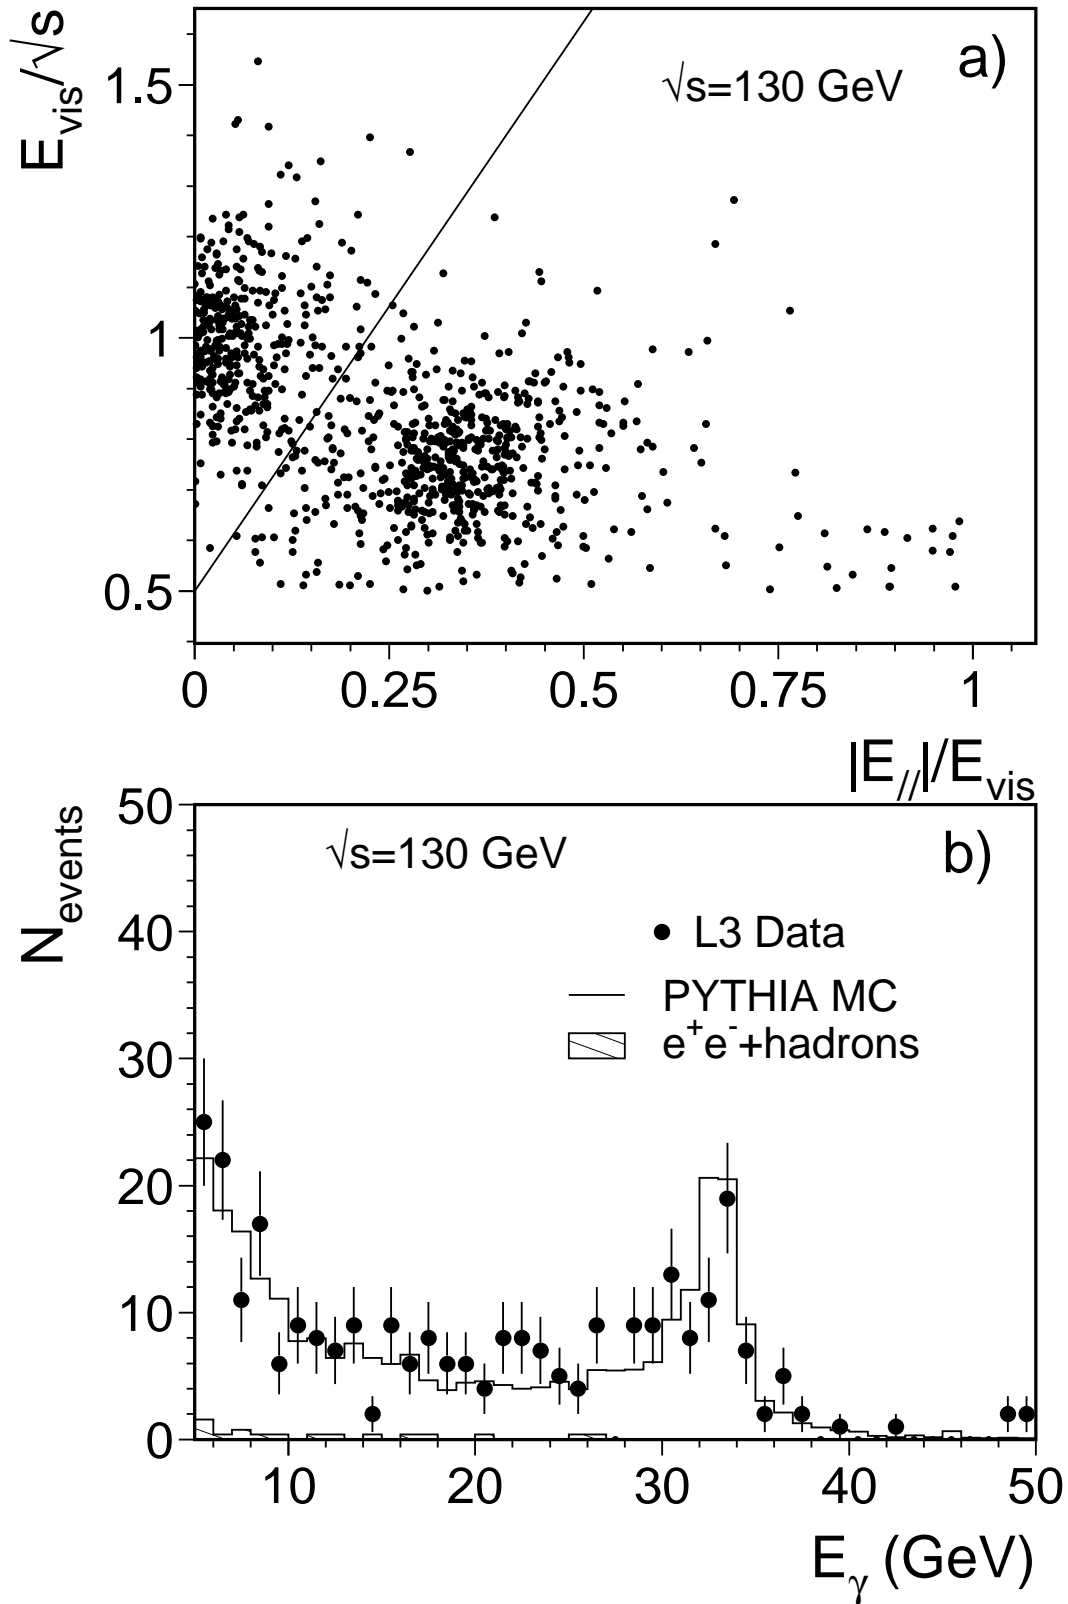 E_vis/√s
a)
√s=130 GeV
1.5
1
0.5
0 0.25 0.5 0.75 1
|E_//|/E_vis
N_events
b)
√s=130 GeV
50
40
30
20
10
0
L3 Data
PYTHIA MC
e⁺e⁻+hadrons
10 20 30 40 50
E_γ (GeV)